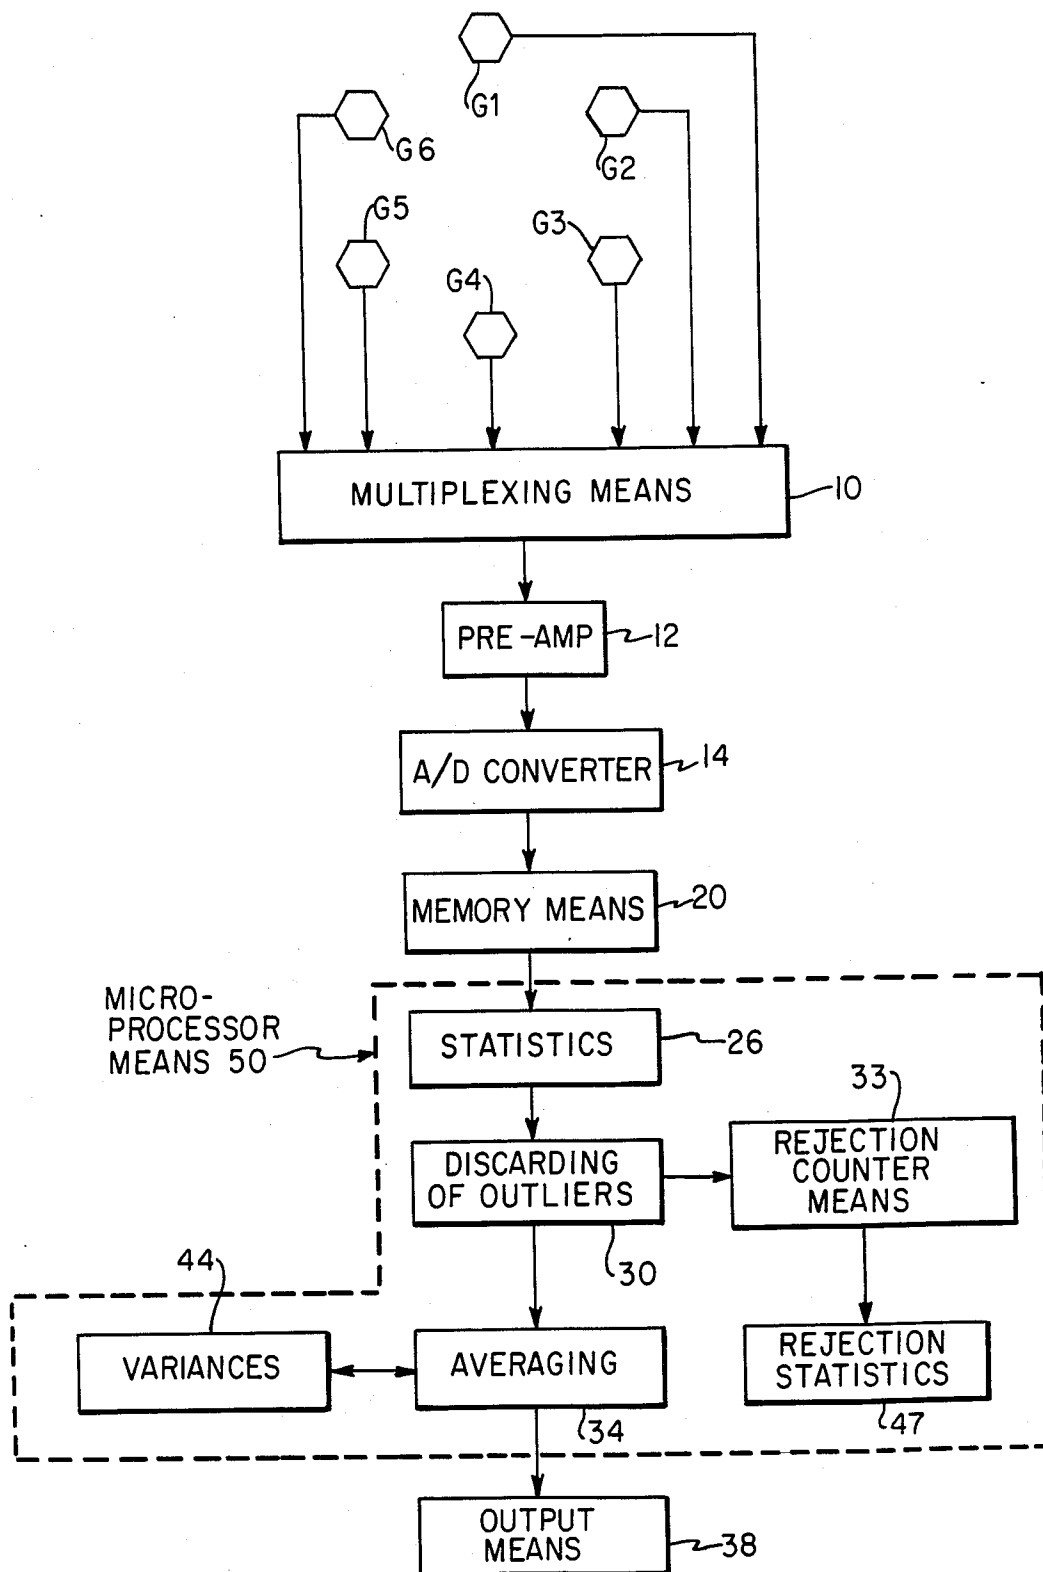 G1
G6
G2
G5
G3
G4
MULTIPLEXING MEANS
10
PRE-AMP
12
A/D CONVERTER
14
MEMORY MEANS
20
MICRO-
PROCESSOR
MEANS 50
STATISTICS
26
33
DISCARDING
OF OUTLIERS
30
REJECTION
COUNTER
MEANS
44
VARIANCES
AVERAGING
34
REJECTION
STATISTICS
47
OUTPUT
MEANS
38